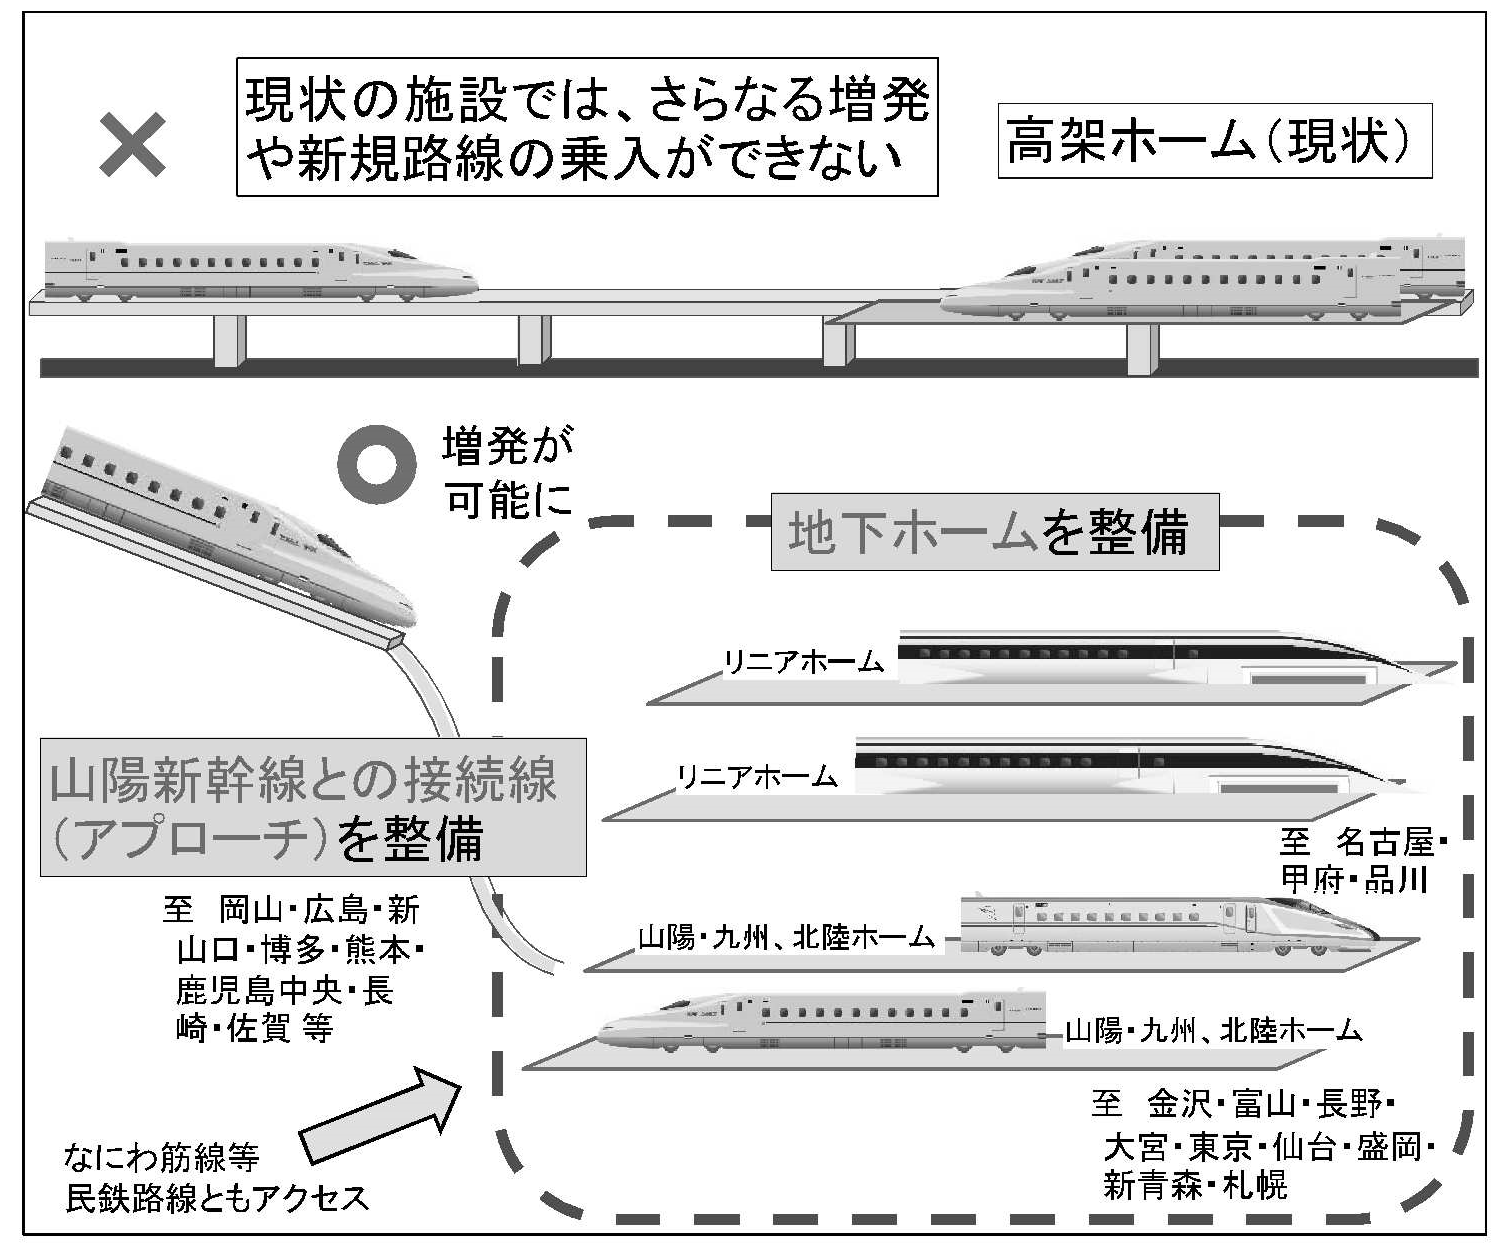 現状の施設では、さらなる増発
や新規路線の乗入ができない
高架ホーム（現状）
増発が
可能に
地下ホームを整備
リニアホーム
リニアホーム
山陽新幹線との接続線
（アプローチ）を整備
至　名古屋・
甲府・品川
至　岡山・広島・新
山口・博多・熊本・
鹿児島中央・長
崎・佐賀 等
山陽・九州、北陸ホーム
山陽・九州、北陸ホーム
至　金沢・富山・長野・
大宮・東京・仙台・盛岡・
新青森・札幌
なにわ筋線等
民鉄路線ともアクセス